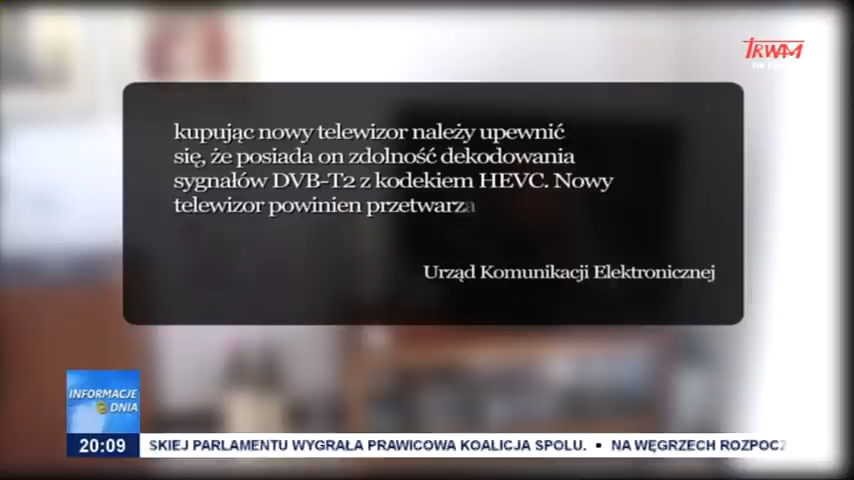 TRWAM
kupując nowy telewizor należy upewnić
się, że posiada on zdolność dekodowania
sygnałów DVB-T2 z kodekiem HEVC. Nowy
telewizor powinien przetwarza
Urząd Komunikacji Elektronicznej
INFORMACJE
DNIA
20:09
SKIEJ PARLAMENTU WYGRAŁA PRAWICOWA KOALICJA SPOLU. • NA WĘGRZECH ROZPOCZ